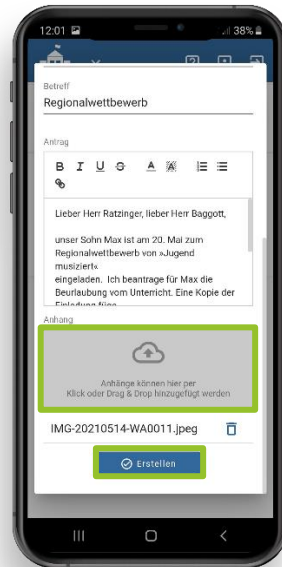 12:01
38%
Betreff
Regionalwettbewerb
Antrag
B I U S A
Lieber Herr Ratzinger, lieber Herr Baggott,
unser Sohn Max ist am 20. Mai zum
Regionalwettbewerb von »Jugend
musiziert«
eingeladen. Ich beantrage für Max die
Beurlaubung vom Unterricht. Eine Kopie der
Einladung füge
Anhang
Anhänge können hier per
Klick oder Drag & Drop hinzugefügt werden
IMG-20210514-WA0011.jpeg
Erstellen